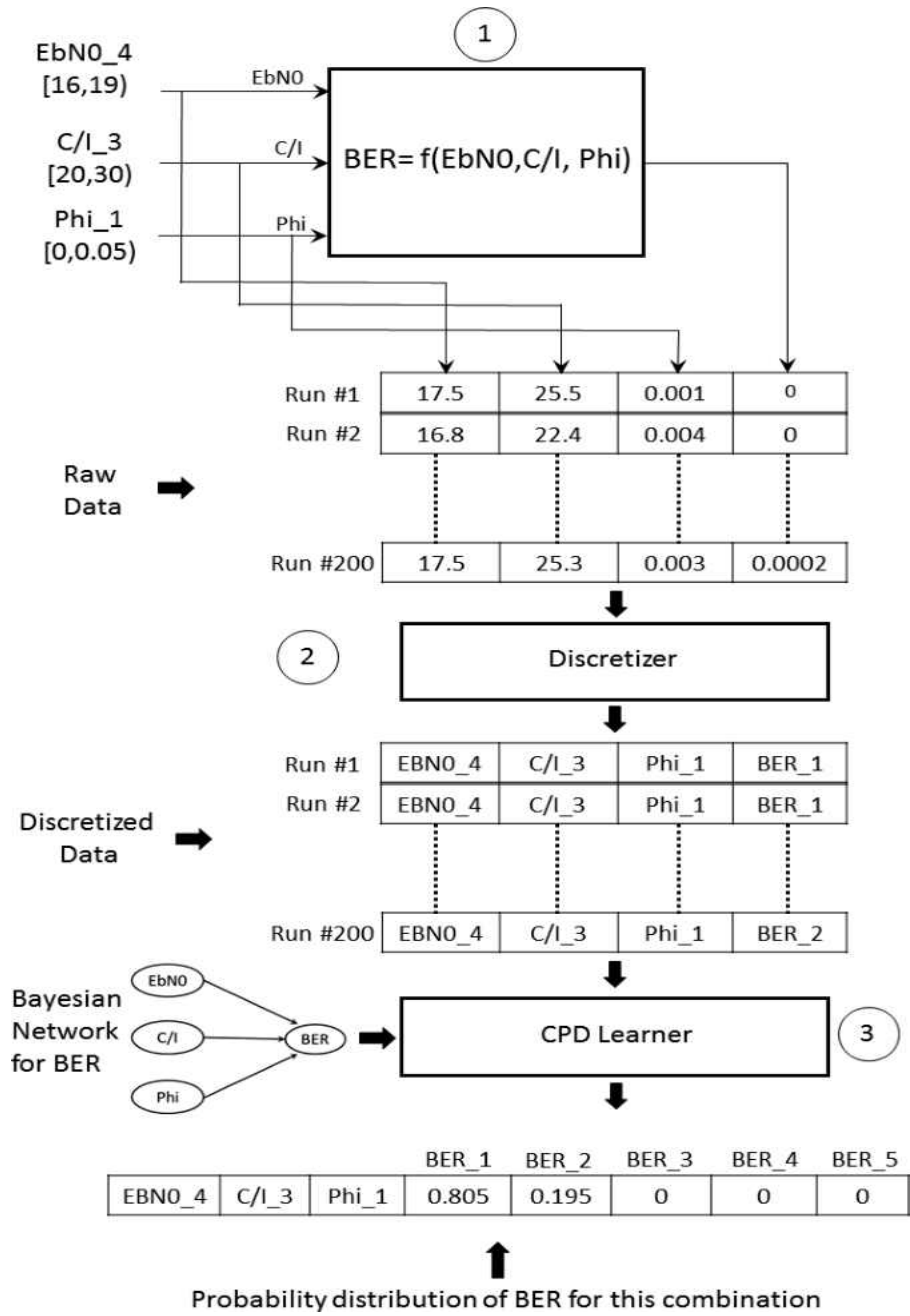 1
EbN0_4
[16,19)
EbN0
C/I_3
[20,30)
C/I
BER= f(EbN0,C/I, Phi)
Phi_1
[0,0.05)
Phi
Run #1 17.5 25.5 0.001 0
Run #2 16.8 22.4 0.004 0
Raw
Data
Run #200 17.5 25.3 0.003 0.0002
2
Discretizer
Run #1 EBN0_4 C/I_3 Phi_1 BER_1
Run #2 EBN0_4 C/I_3 Phi_1 BER_1
Discretized
Data
Run #200 EBN0_4 C/I_3 Phi_1 BER_2
Bayesian
Network
for BER
EbN0
C/I
Phi
BER
CPD Learner
3
BER_1 BER_2 BER_3 BER_4 BER_5
EBN0_4 C/I_3 Phi_1 0.805 0.195 0 0 0
Probability distribution of BER for this combination